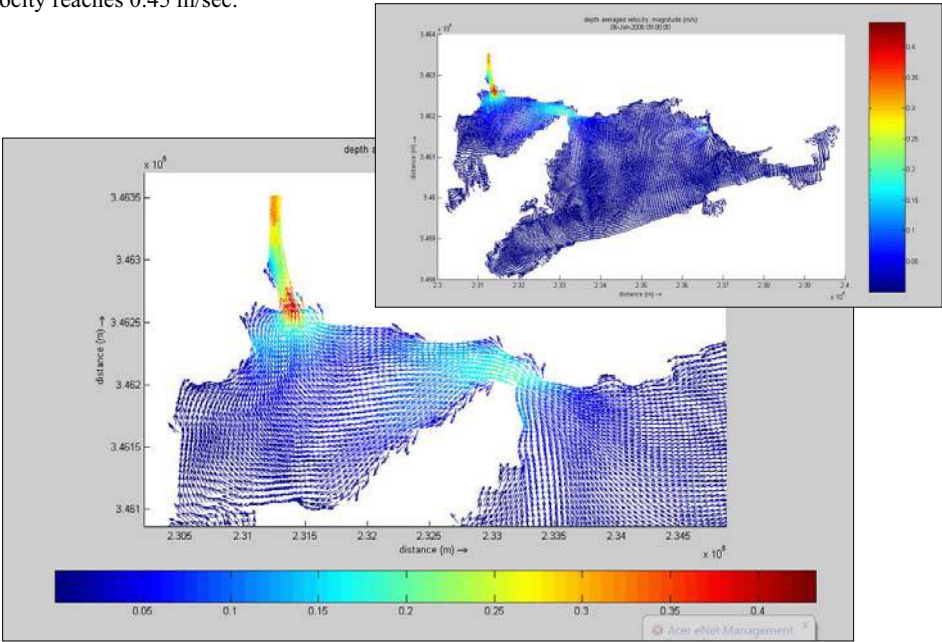 ocity reaches 0.45 m/sec.
depth averaged velocity, magnitude (m/s)
09:00:00
x 10⁶
3.464
3.463
3.462
3.461
3.46
3.459
3.458
distance (m) →
2.3 2.31 2.32 2.33 2.34 2.35 2.36 2.37 2.38 2.39 2.4
distance (m) →
x 10⁶
0.4
0.35
0.3
0.25
0.2
0.15
0.1
0.05
depth a
x 10⁶
3.4635
3.463
3.4625
3.462
3.4615
3.461
distance (m) →
2.305 2.31 2.315 2.32 2.325 2.33 2.335 2.34 2.345
distance (m) →
x 10⁶
0.05 0.1 0.15 0.2 0.25 0.3 0.35 0.4
Acer eNet Management